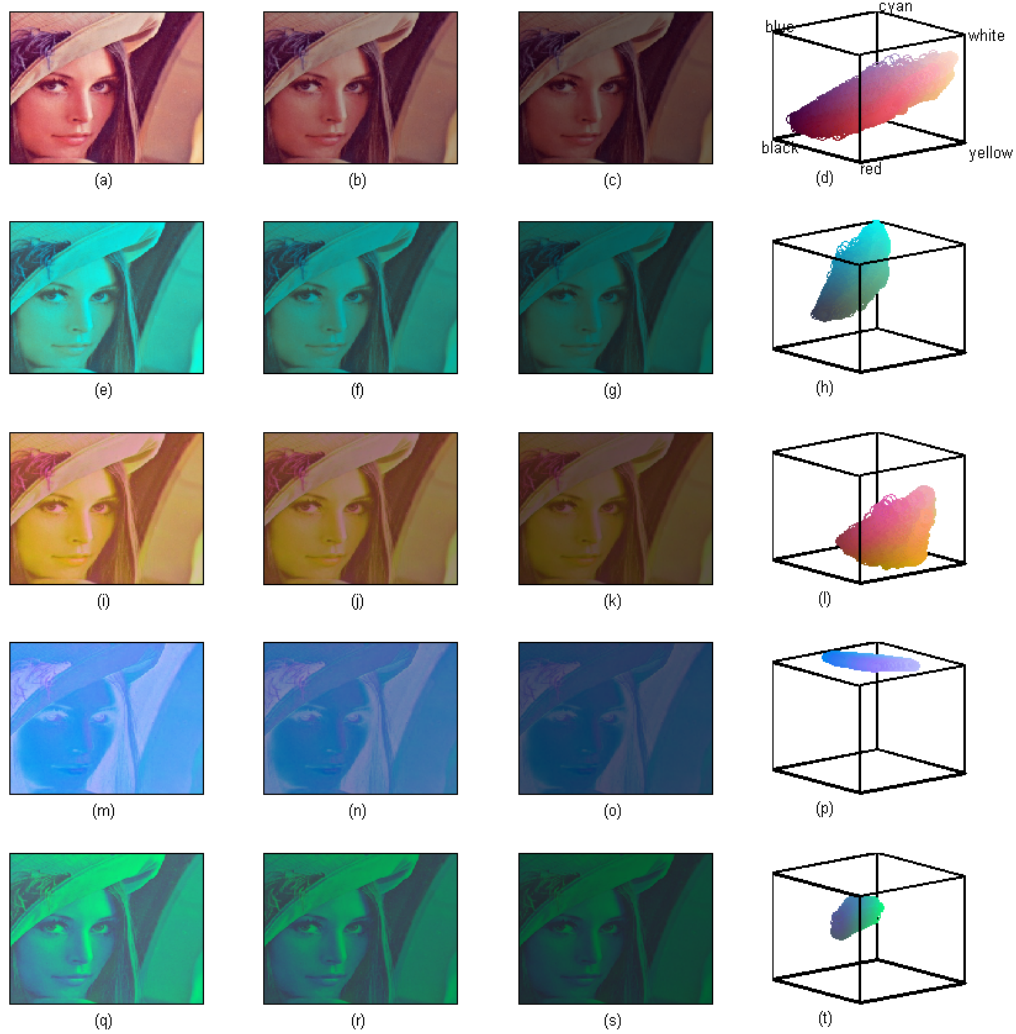 cyan
blue
white
black
yellow
red
(a) (b) (c) (d)
(e) (f) (g) (h)
(i) (j) (k) (l)
(m) (n) (o) (p)
(q) (r) (s) (t)